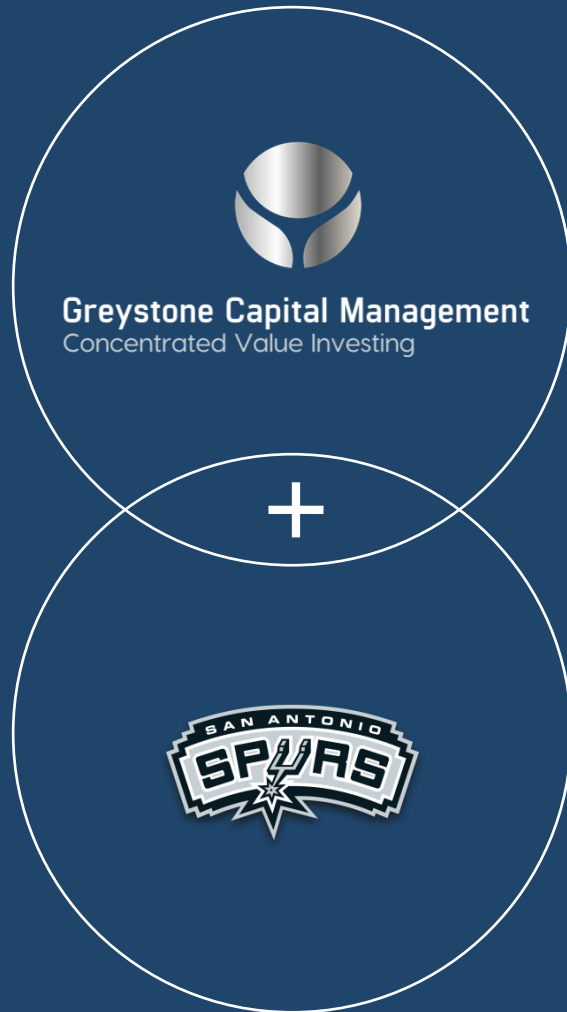 Greystone Capital Management
Concentrated Value Investing
+
SAN ANTONIO
SPURS